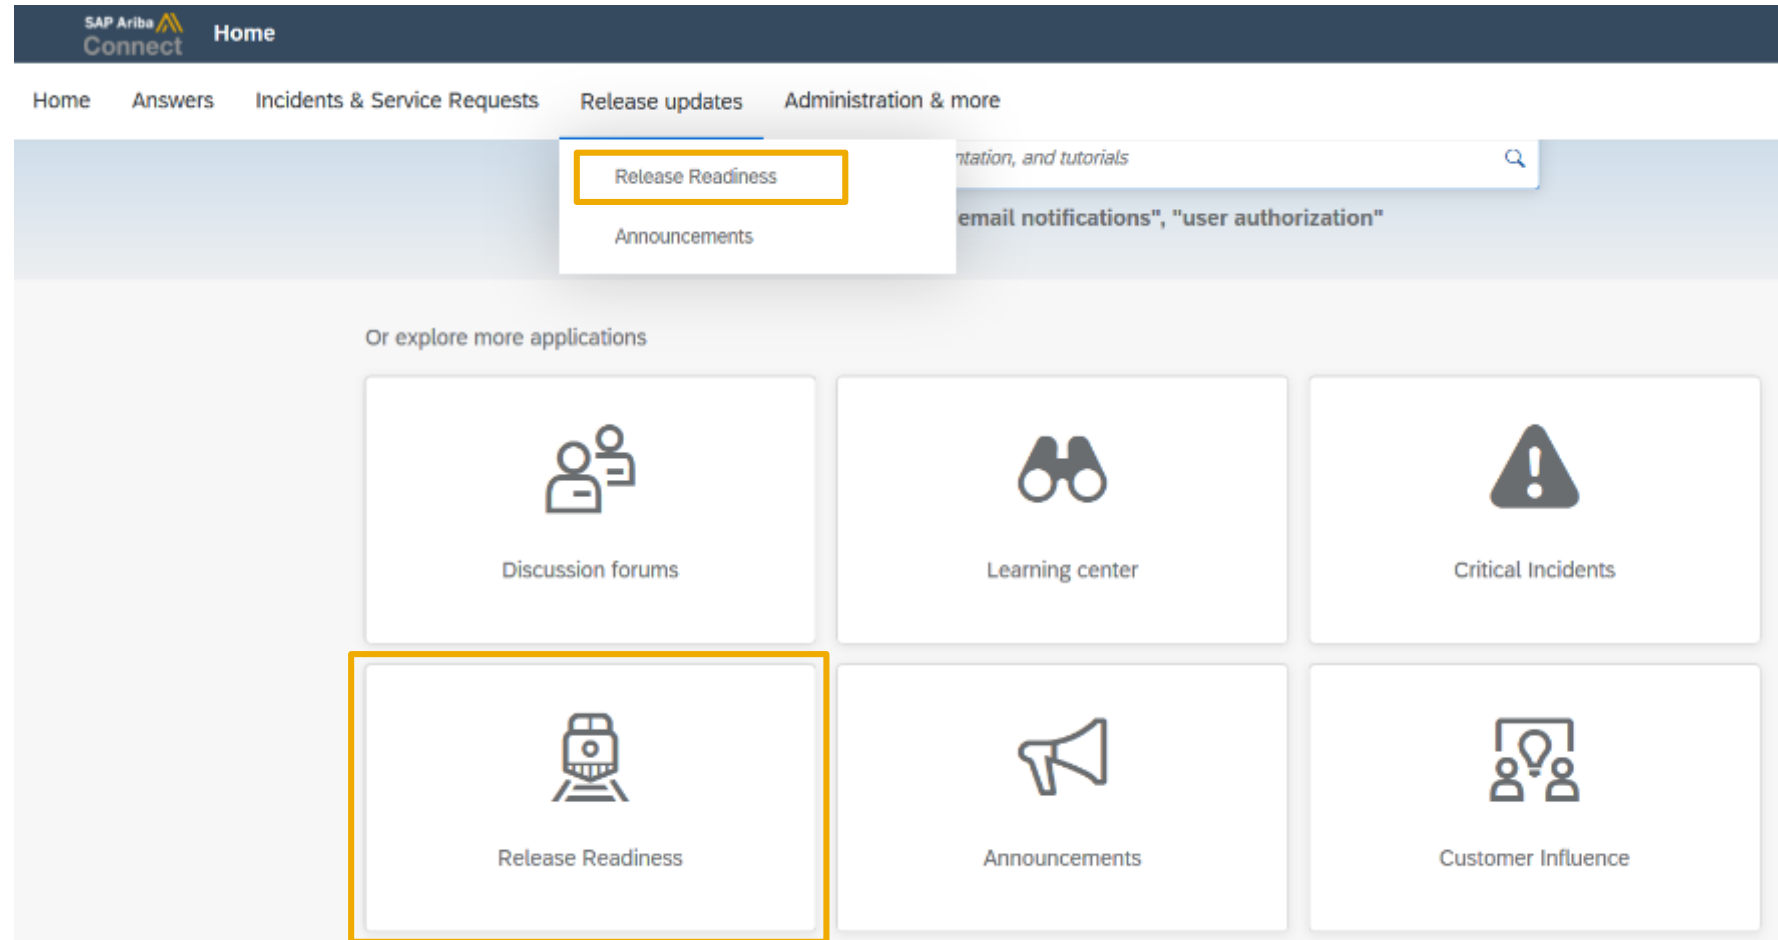 SAP Ariba
Connect
Home
Home Answers Incidents & Service Requests Release updates Administration & more
Release Readiness
Announcements
and tutorials
email notifications", "user authorization"
Or explore more applications
Discussion forums
Learning center
Critical Incidents
Release Readiness
Announcements
Customer Influence